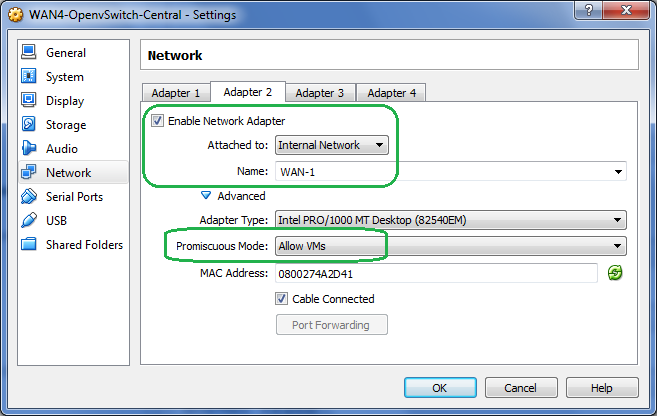 WAN4-OpenvSwitch-Central - Settings
General
System
Display
Storage
Audio
Network
Serial Ports
USB
Shared Folders
Network
Adapter 1 Adapter 2 Adapter 3 Adapter 4
Enable Network Adapter
Attached to: Internal Network
Name: WAN-1
Advanced
Adapter Type: Intel PRO/1000 MT Desktop (82540EM)
Promiscuous Mode: Allow VMs
MAC Address: 0800274A2D41
Cable Connected
Port Forwarding
OK Cancel Help